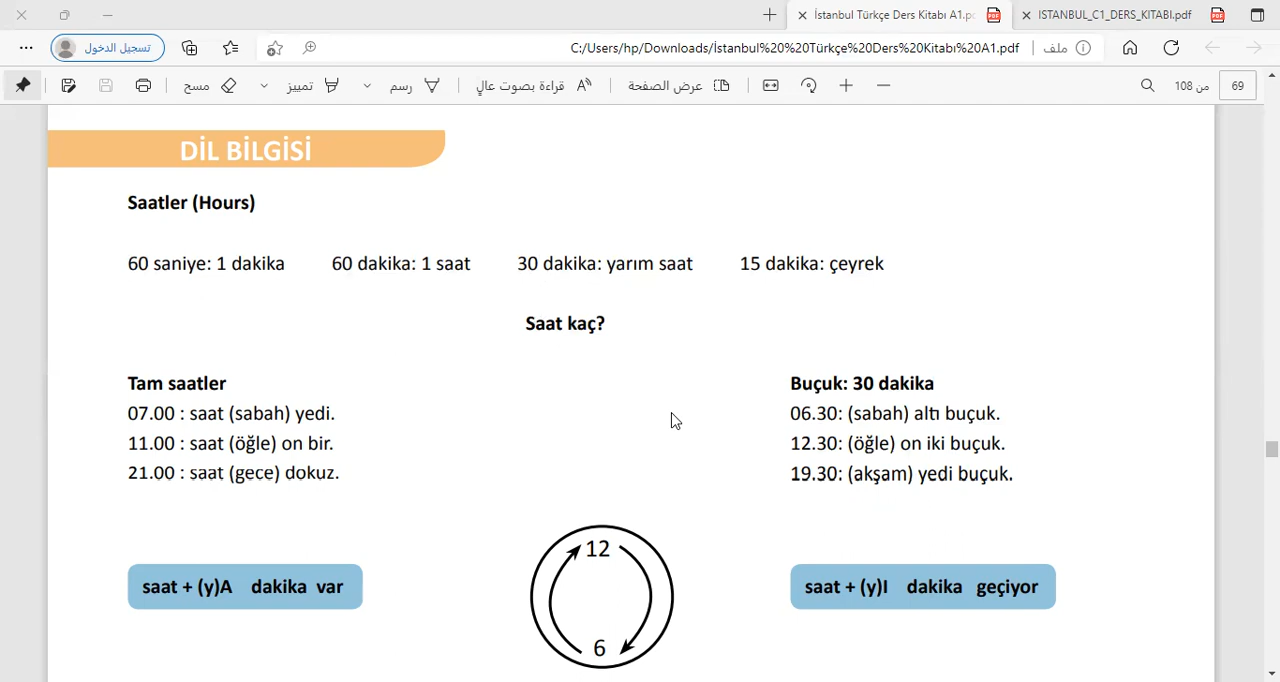 İstanbul Türkçe Ders Kitabı A1.p
ISTANBUL_C1_DERS_KITABI.pdf
تسجيل الدخول
C:/Users/hp/Downloads/İstanbul%20%20Türkçe%20Ders%20Kitabı%20A1.pdf
ملف
مسح
تمييز
رسم
قراءة بصوت عالٍ
عرض الصفحة
69 من 108
DİL BİLGİSİ
Saatler (Hours)
60 saniye: 1 dakika 60 dakika: 1 saat 30 dakika: yarım saat 15 dakika: çeyrek
Saat kaç?
Tam saatler
07.00 : saat (sabah) yedi.
11.00 : saat (öğle) on bir.
21.00 : saat (gece) dokuz.
Buçuk: 30 dakika
06.30: (sabah) altı buçuk.
12.30: (öğle) on iki buçuk.
19.30: (akşam) yedi buçuk.
saat + (y)A dakika var
12
6
saat + (y)I dakika geçiyor